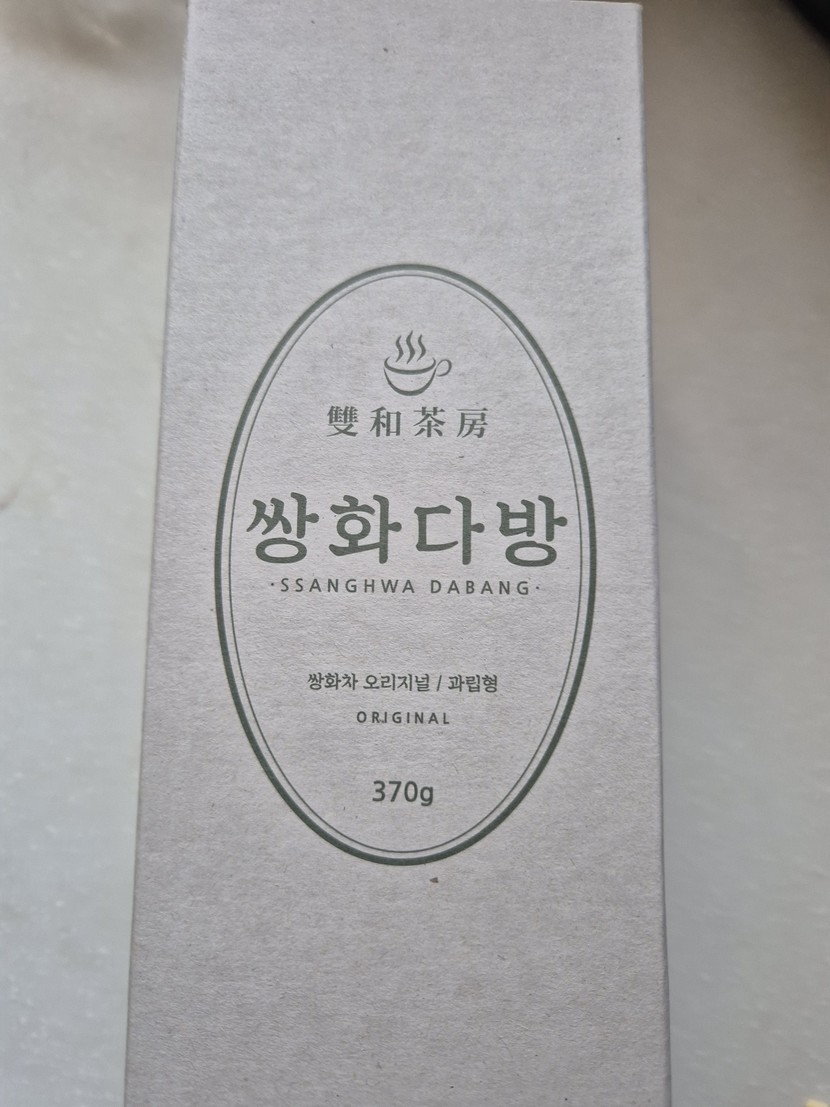 雙和茶房
쌍화다방
·SSANGHWA DABANG·
쌍화차 오리지널 / 과립형
ORIGINAL
370g